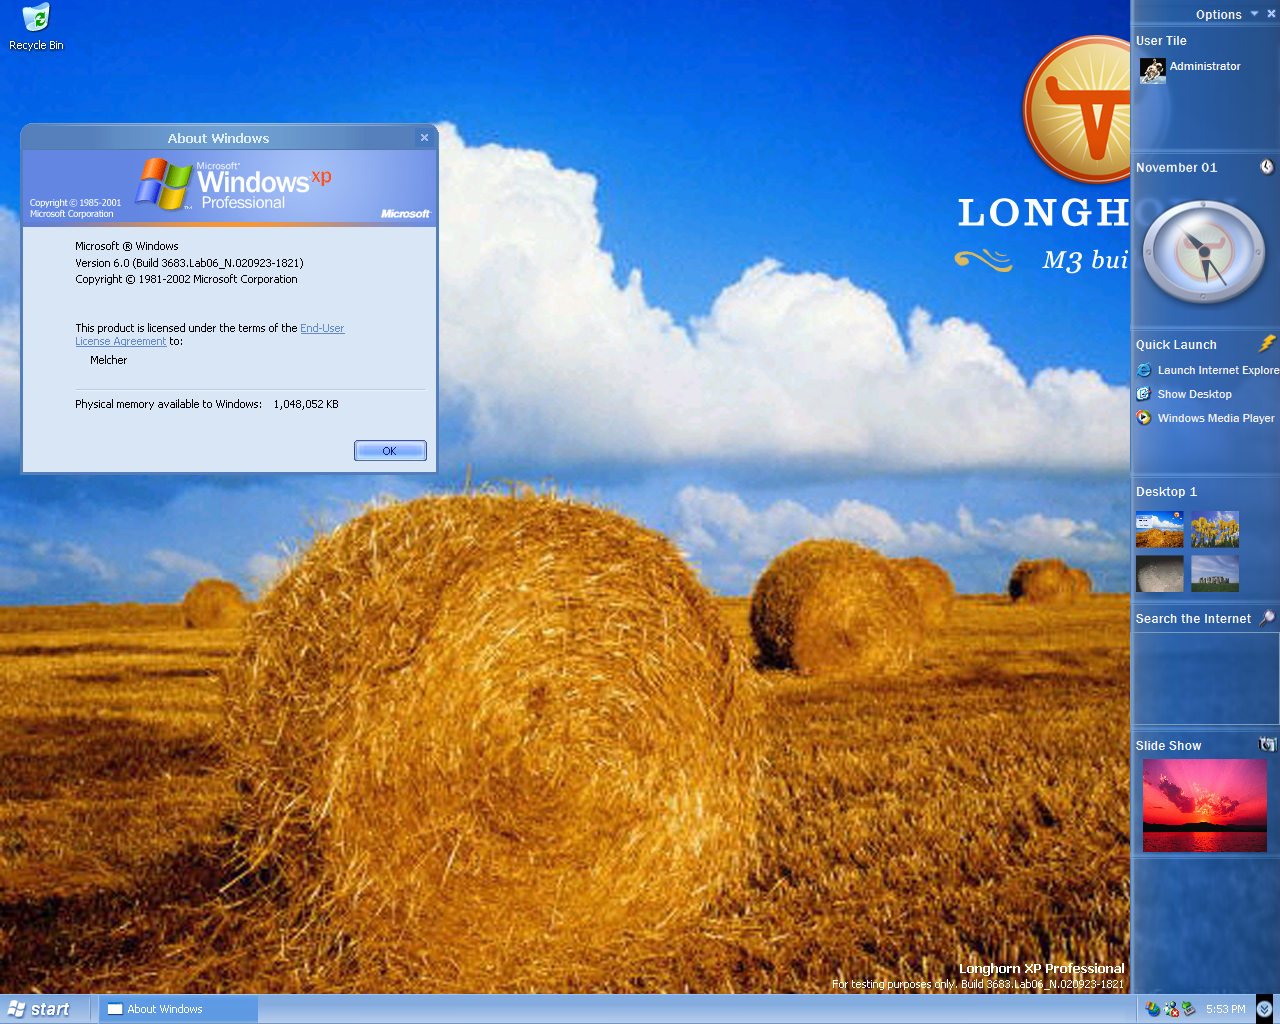 Recycle Bin
LONGH
M3 bui
About Windows
Microsoft®
Windows xp
Professional
Copyright © 1985-2001
Microsoft Corporation
Microsoft
Microsoft ® Windows
Version 6.0 (Build 3683.Lab06_N.020923-1821)
Copyright © 1981-2002 Microsoft Corporation
This product is licensed under the terms of the End-User
License Agreement to:
Melcher
Physical memory available to Windows: 1,048,052 KB
OK
Options
User Tile
Administrator
November 01
Quick Launch
Launch Internet Explore
Show Desktop
Windows Media Player
Desktop 1
Search the Internet
Slide Show
Longhorn XP Professional
For testing purposes only. Build 3683.Lab06_N.020923-1821
start
About Windows
5:53 PM